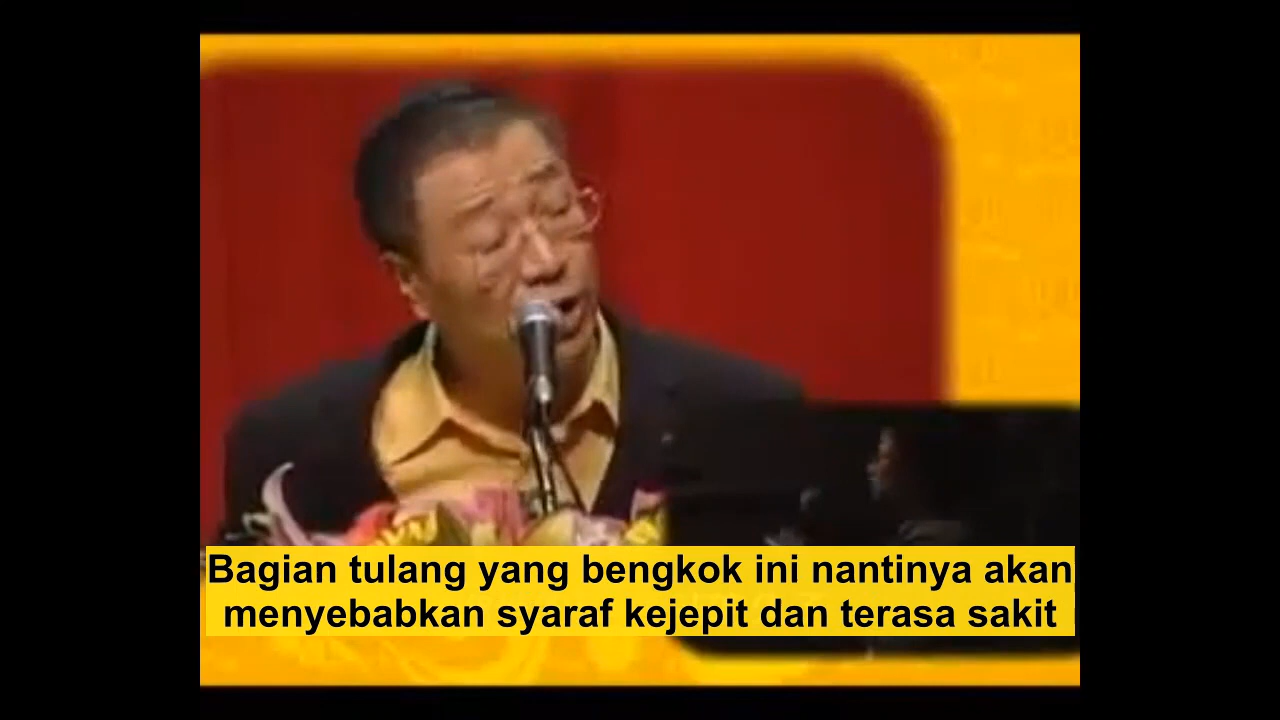 Bagian tulang yang bengkok ini nantinya akan
menyebabkan syaraf kejepit dan terasa sakit